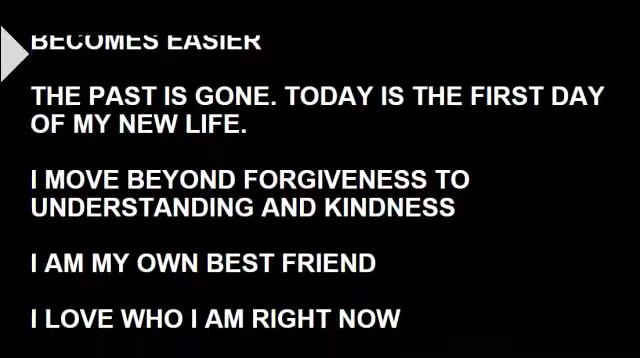 BECOMES EASIER
THE PAST IS GONE. TODAY IS THE FIRST DAY
OF MY NEW LIFE.
I MOVE BEYOND FORGIVENESS TO
UNDERSTANDING AND KINDNESS
I AM MY OWN BEST FRIEND
I LOVE WHO I AM RIGHT NOW